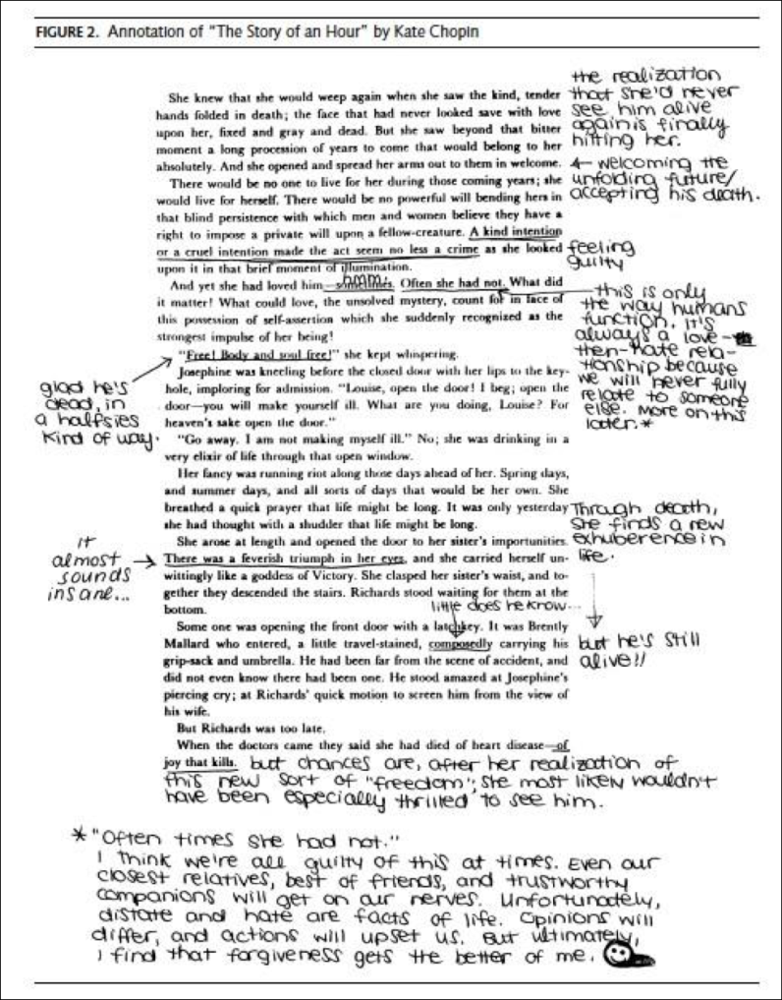 FIGURE 2. Annotation of "The Story of an Hour" by Kate Chopin
She knew that she would weep again when she saw the kind, tender
hands folded in death; the face that had never looked save with love
upon her, fixed and gray and dead. But she saw beyond that bitter
moment a long procession of years to come that would belong to her
absolutely. And she opened and spread her arms out to them in welcome.
the realization
that she'd never
see him alive
again is finally
hitting her.
← welcoming the
unfolding future/
accepting his death.
There would be no one to live for her during those coming years; she
would live for herself. There would be no powerful will bending hers in
that blind persistence with which men and women believe they have a
right to impose a private will upon a fellow-creature. A kind intention
or a cruel intention made the act seem no less a crime as she looked
upon it in that brief moment of illumination.
feeling
guilty
And yet she had loved him—sometimes. Often she had not. What did
hmmm
it matter! What could love, the unsolved mystery, count for in face of
this possession of self-assertion which she suddenly recognized as the
strongest impulse of her being!
this is only
the way humans
function. it's
always a love-
then-hate rela-
tionship because
we will never fully
relate to someone
else. More on this
later.*
"Free! Body and soul free!" she kept whispering.
glad he's
dead, in
a halfsies
kind of way.
Josephine was kneeling before the closed door with her lips to the key-
hole, imploring for admission. "Louise, open the door! I beg; open the
door—you will make yourself ill. What are you doing, Louise? For
heaven's sake open the door."
"Go away. I am not making myself ill." No; she was drinking in a
very elixir of life through that open window.
Her fancy was running riot along those days ahead of her. Spring days,
and summer days, and all sorts of days that would be her own. She
breathed a quick prayer that life might be long. It was only yesterday
she had thought with a shudder that life might be long.
Through death,
she finds a new
exhuberence in
life.
but he's still
alive!!
She arose at length and opened the door to her sister's importunities.
There was a feverish triumph in her eyes, and she carried herself un-
wittingly like a goddess of Victory. She clasped her sister's waist, and to-
gether they descended the stairs. Richards stood waiting for them at the
bottom.
it
almost
sounds
insane...
little does he know...
Some one was opening the front door with a latchkey. It was Brently
Mallard who entered, a little travel-stained, composedly carrying his
grip-sack and umbrella. He had been far from the scene of accident, and
did not even know there had been one. He stood amazed at Josephine's
piercing cry; at Richards' quick motion to screen him from the view of
his wife.
But Richards was too late.
When the doctors came they said she had died of heart disease—of
joy that kills. but chances are, after her realization of
this new sort of "freedom", she most likely wouldn't
have been especially thrilled to see him.
* "Often times she had not."
I think we're all guilty of this at times. Even our
closest relatives, best of friends, and trustworthy
companions will get on our nerves. Unfortunately,
distate and hate are facts of life. Opinions will
differ, and actions will upset us. But ultimately,
I find that forgiveness gets the better of me.